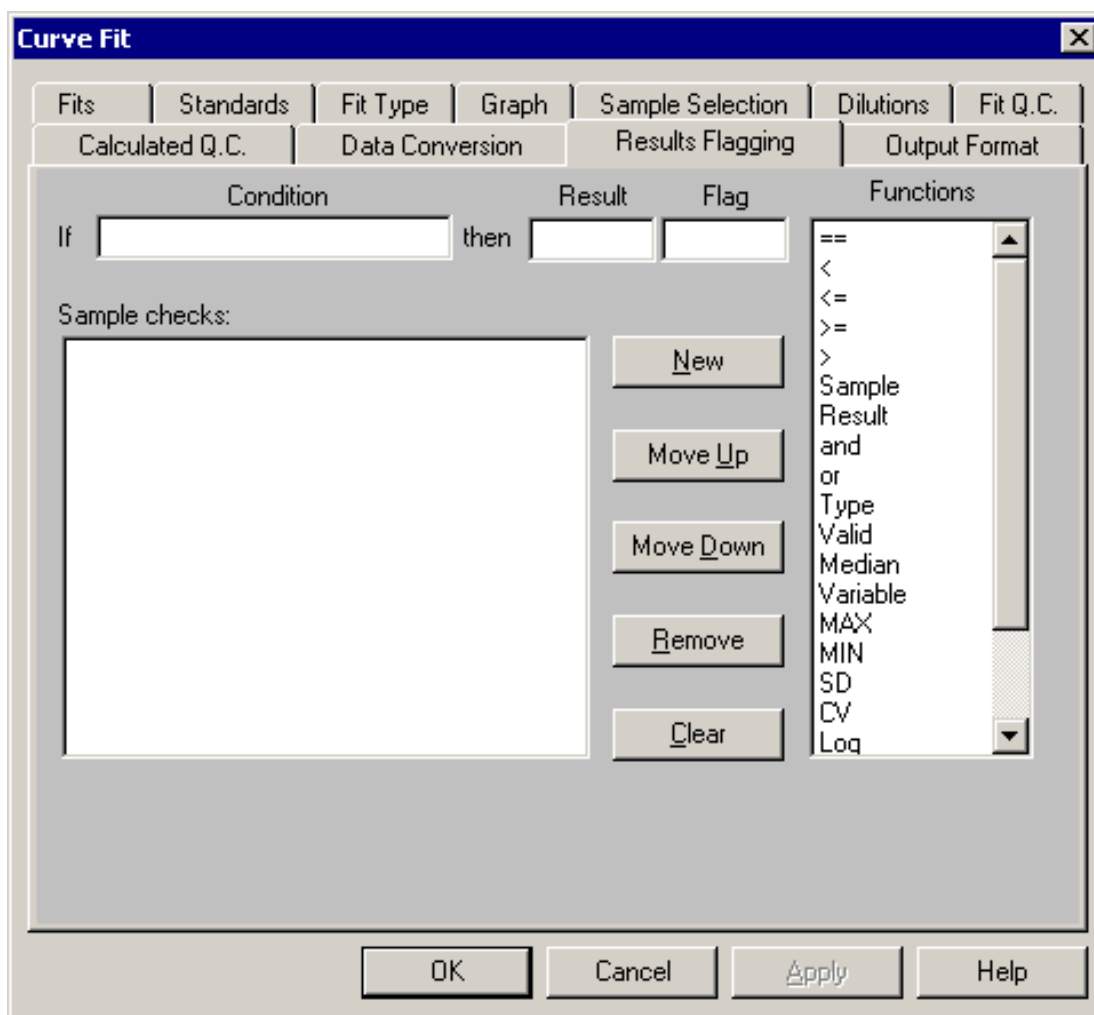 Curve Fit
Fits Standards Fit Type Graph Sample Selection Dilutions Fit Q.C.
Calculated Q.C. Data Conversion Results Flagging Output Format
Condition Result Flag Functions
If then
Sample checks:
New
Move Up
Move Down
Remove
Clear
==
<
<=
>=
>
Sample
Result
and
or
Type
Valid
Median
Variable
MAX
MIN
SD
CV
Log
OK Cancel Apply Help